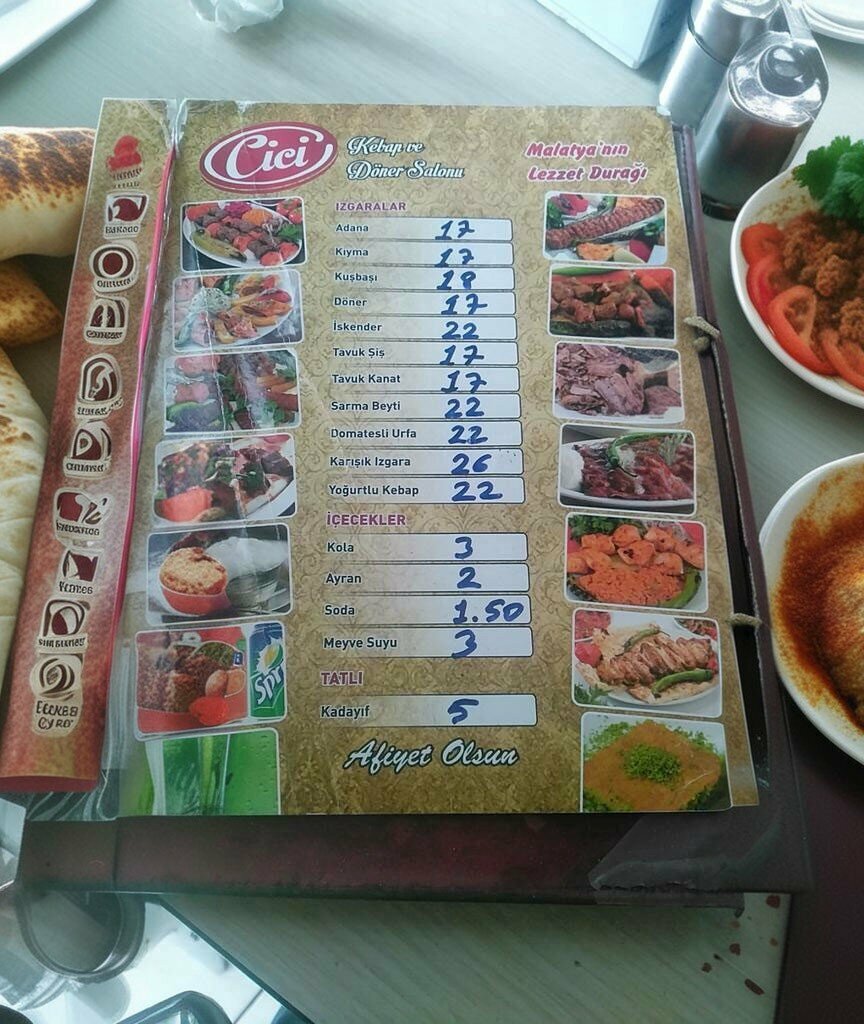 Cici
Kebap ve
Döner Salonu
Malatya'nın
Lezzet Durağı
IZGARALAR
Adana 17
Kıyma 17
Kuşbaşı 18
Döner 17
İskender 22
Tavuk Şiş 17
Tavuk Kanat 17
Sarma Beyti 22
Domatesli Urfa 22
Karışık Izgara 26
Yoğurtlu Kebap 22
İÇECEKLER
Kola 3
Ayran 2
Soda 1.50
Meyve Suyu 3
TATLI
Kadayıf 5
Afiyet Olsun